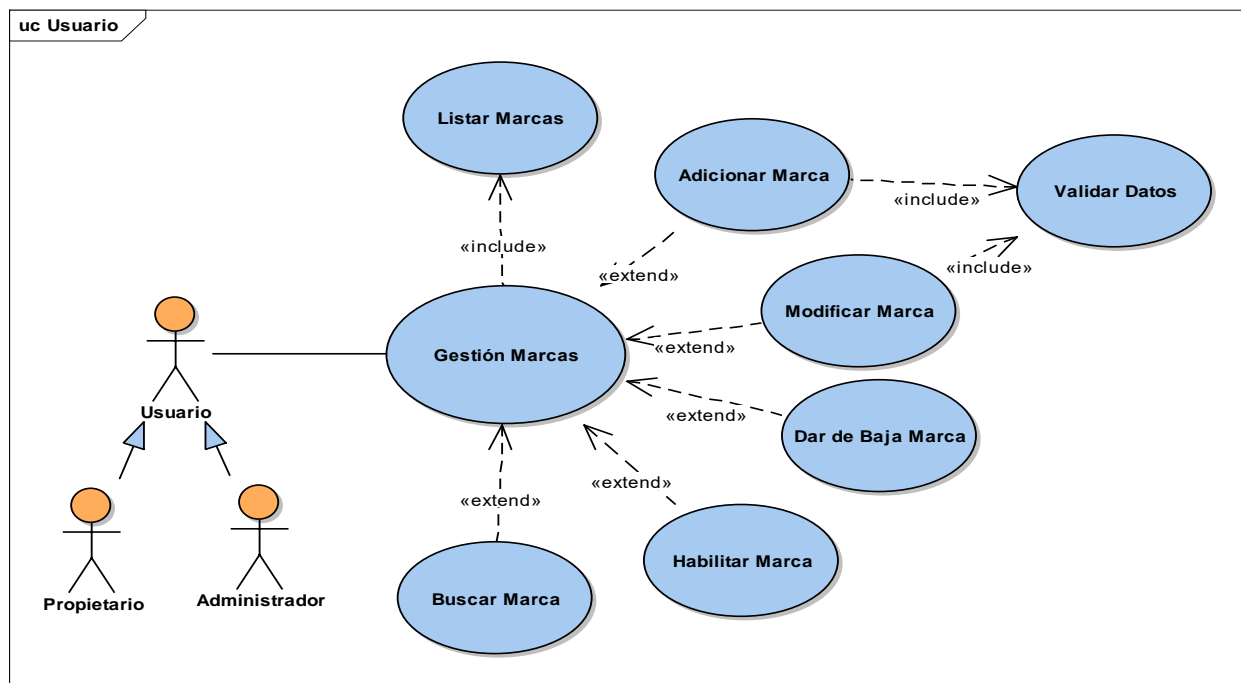 uc Usuario
Listar Marcas
Adicionar Marca
Validar Datos
«include»
«include»
«extend»
«include»
Modificar Marca
Gestión Marcas
«extend»
Usuario
«extend»
Dar de Baja Marca
«extend»
«extend»
Habilitar Marca
Buscar Marca
Propietario
Administrador